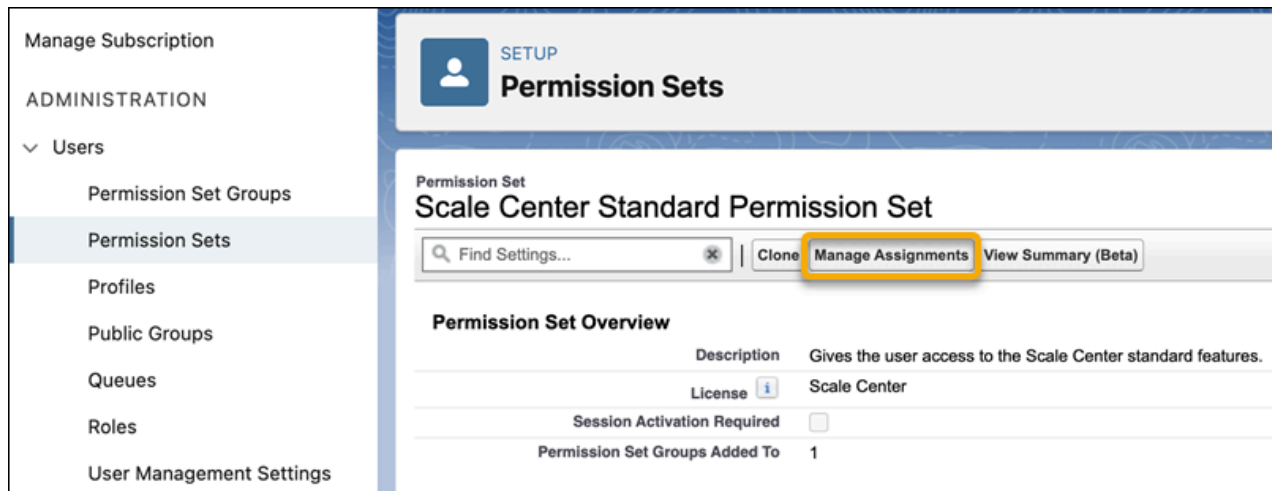 Manage Subscription
ADMINISTRATION
Users
Permission Set Groups
Permission Sets
Profiles
Public Groups
Queues
Roles
User Management Settings
SETUP
Permission Sets
Permission Set
Scale Center Standard Permission Set
Find Settings... | Clone Manage Assignments View Summary (Beta)
Permission Set Overview
Description Gives the user access to the Scale Center standard features.
License i Scale Center
Session Activation Required
Permission Set Groups Added To 1